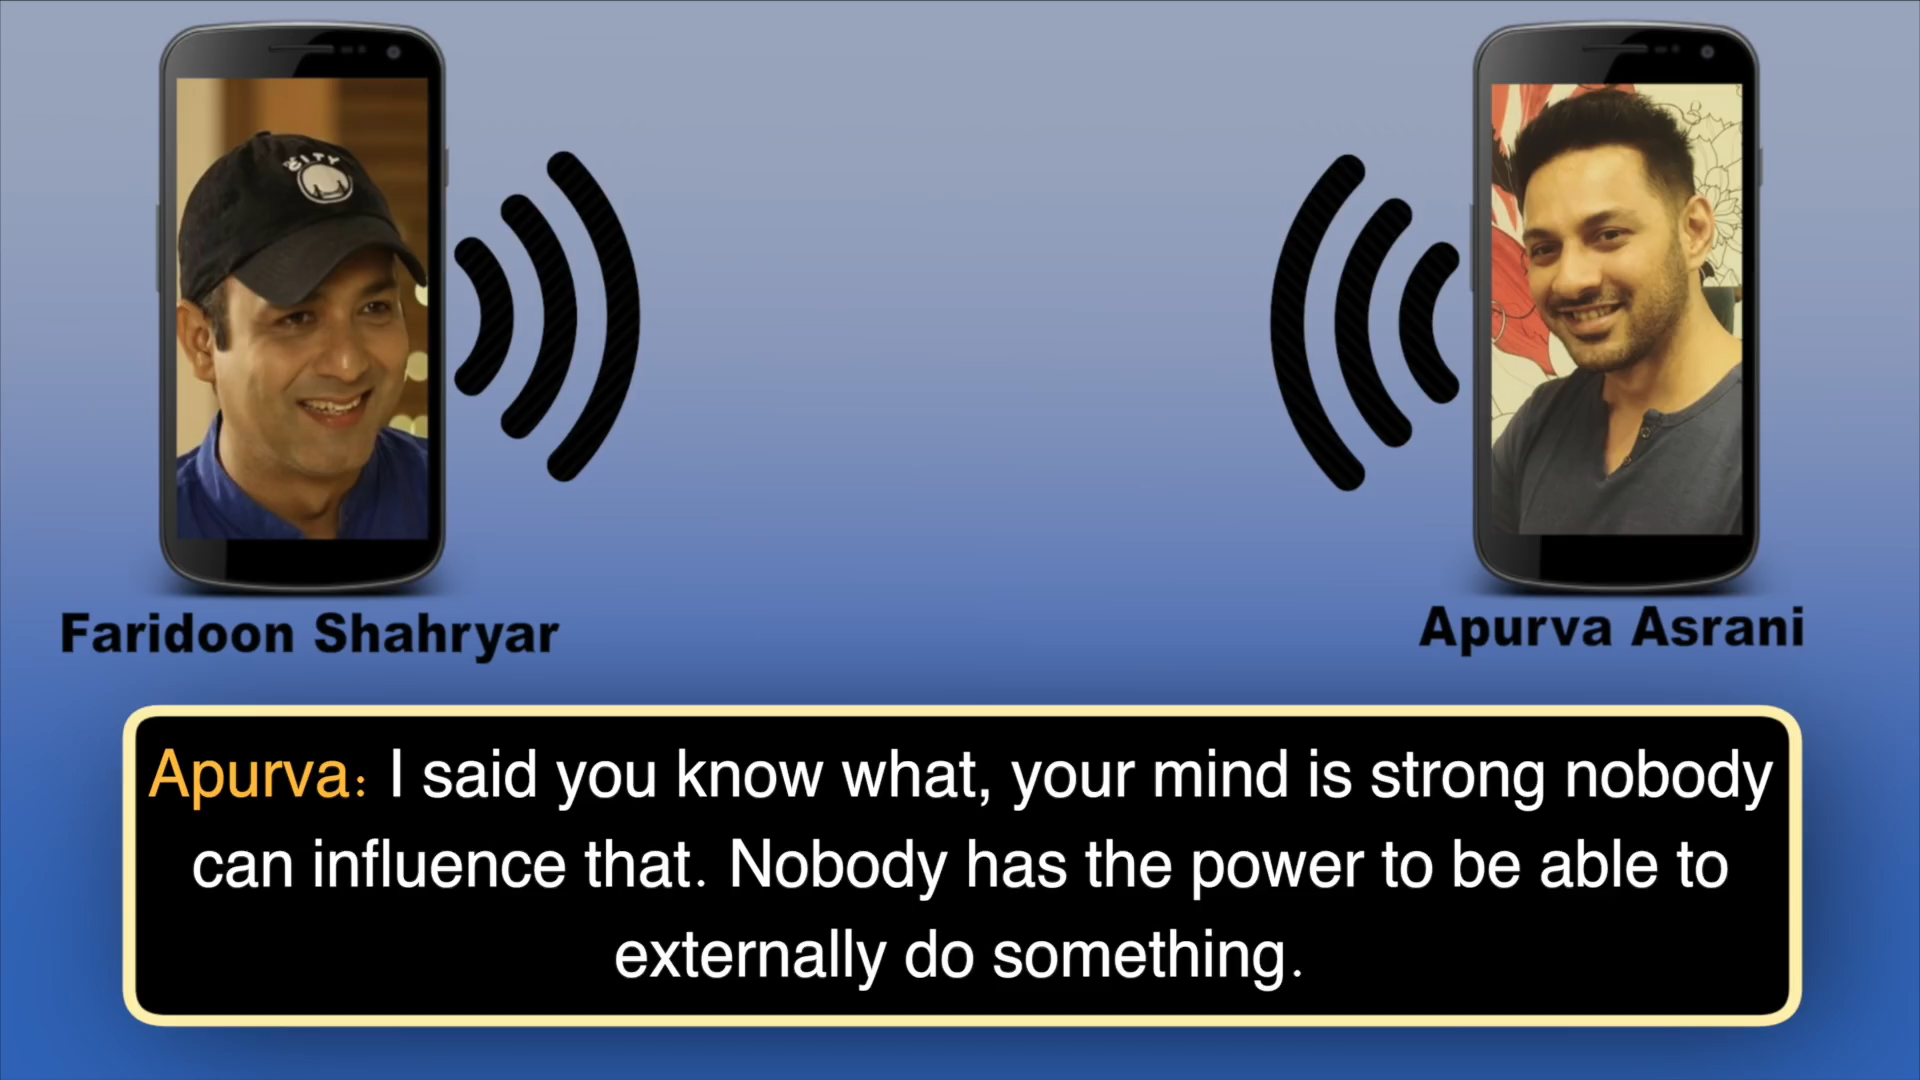 CITY
Faridoon Shahryar
Apurva Asrani
Apurva: I said you know what, your mind is strong nobody
can influence that. Nobody has the power to be able to
externally do something.